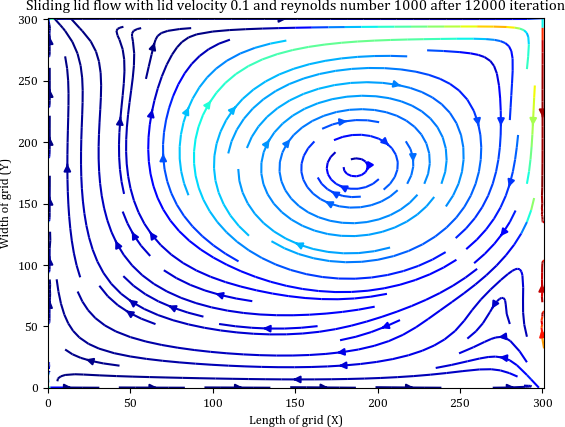 Sliding lid flow with lid velocity 0.1 and reynolds number 1000 after 12000 iteration
300
250
200
150
100
50
0
Width of grid (Y)
0 50 100 150 200 250 300
Length of grid (X)